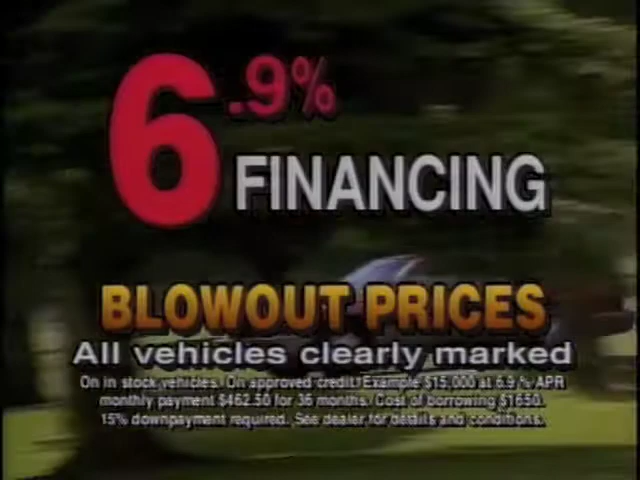 6.9%
FINANCING
BLOWOUT PRICES
All vehicles clearly marked
On in stock vehicles. On approved credit. Example $15,000 at 6.9 % APR
monthly payment $462.50 for 36 months. Cost of borrowing $1650.
15% downpayment required. See dealer for details and conditions.